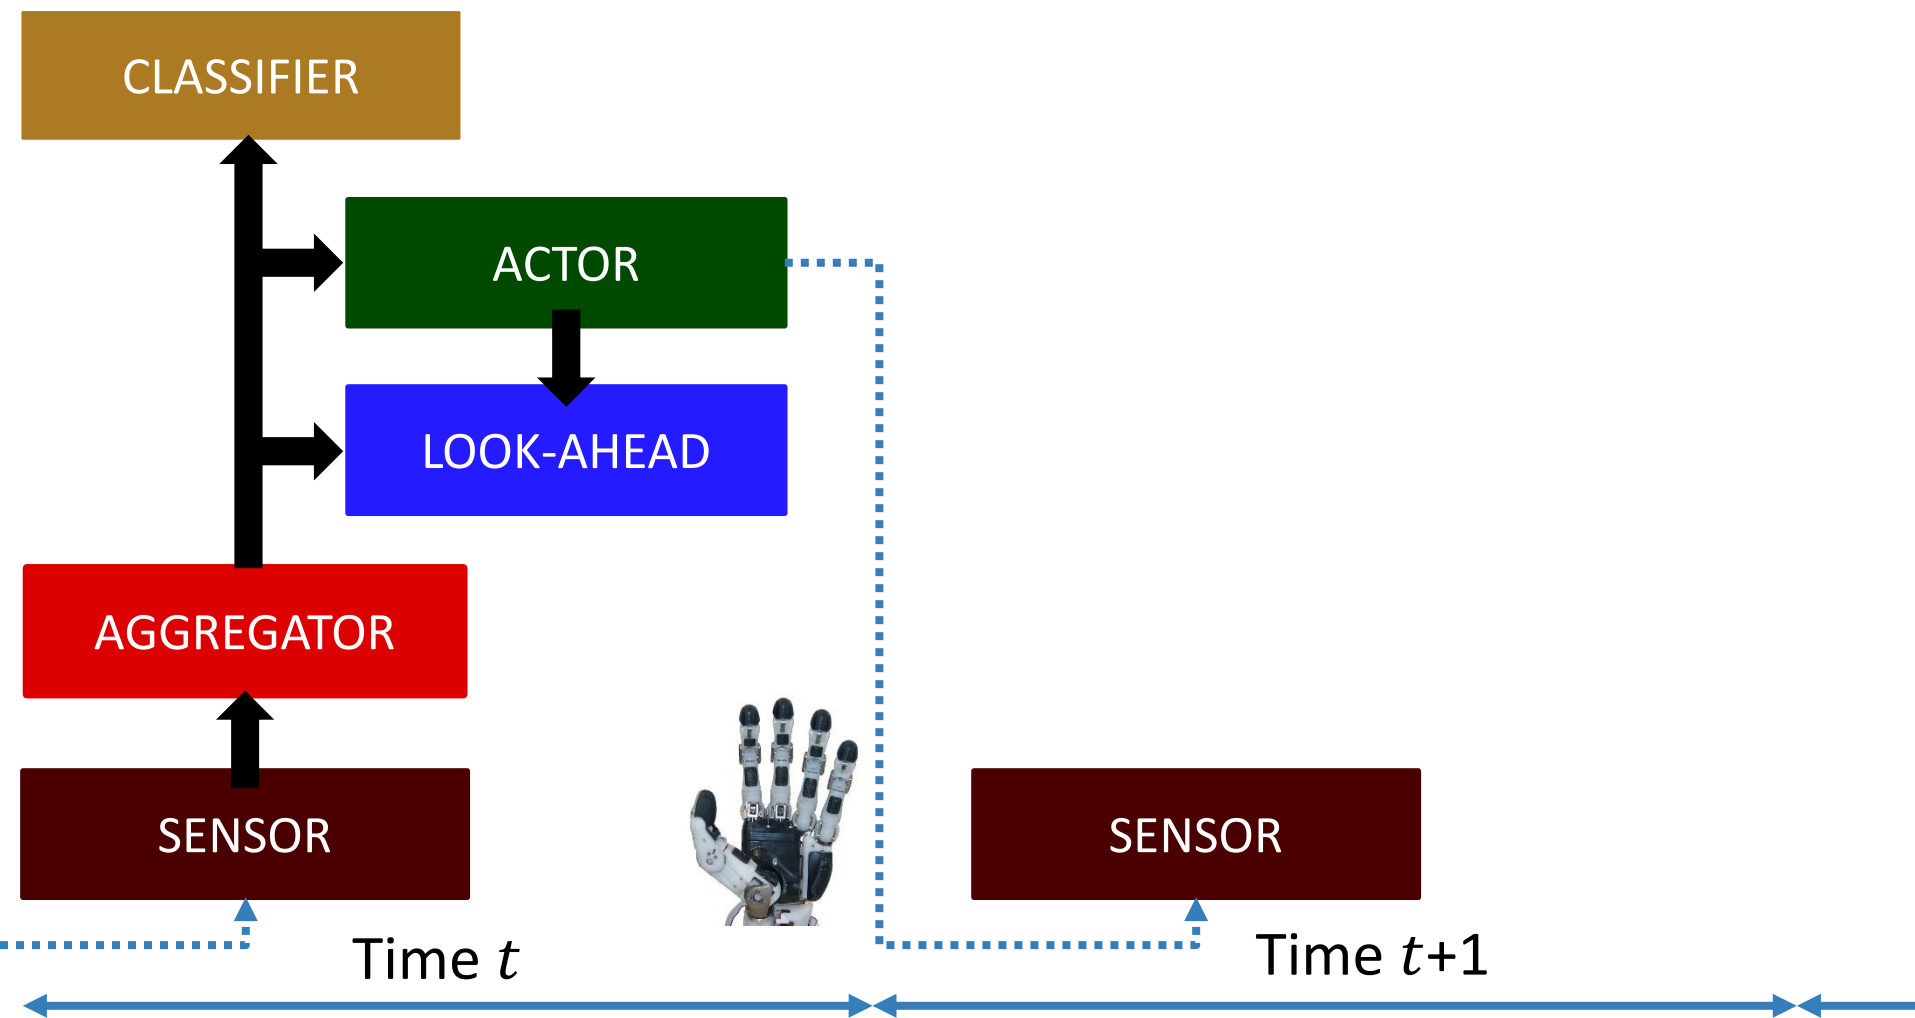 CLASSIFIER
ACTOR
LOOK-AHEAD
AGGREGATOR
SENSOR
SENSOR
Time t
Time t+1